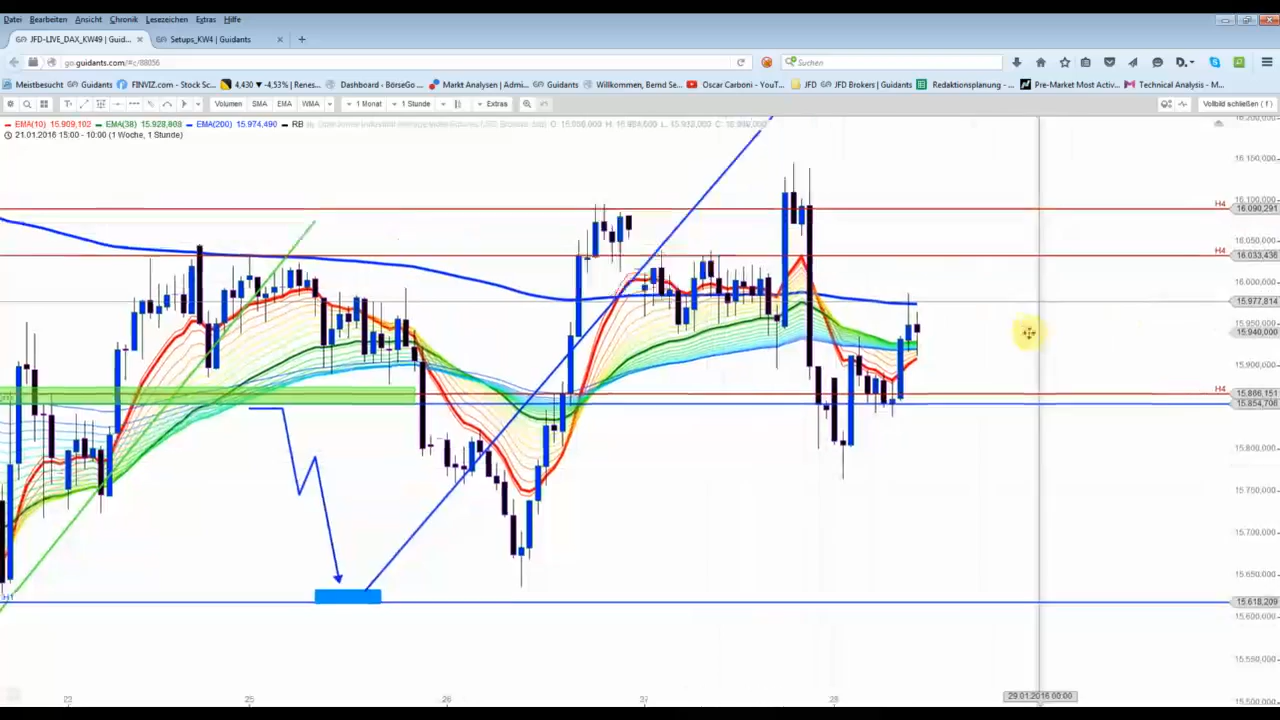 Datei Bearbeiten Ansicht Chronik Lesezeichen Extras Hilfe
JFD-LIVE_DAX_KW49 | Guid... × Setups_KW4 | Guidants × +
go.guidants.com/#c/88056 Suchen
Meistbesucht Guidants FINVIZ.com - Stock Sc... 4,430 ▼ -4,53% | Renes... Dashboard - BörseGo ... Markt Analysen | Admi... Guidants Willkommen, Bernd Se... Oscar Carboni - YouT... JFD JFD Brokers | Guidants Redaktionsplanung - ... Pre-Market Most Activ... Technical Analysis - M...
Volumen SMA EMA WMA 1 Monat 1 Stunde Extras Vollbild schließen ( f )
EMA(10) 15.909,102 EMA(38) 15.928,808 EMA(200) 15.974,490 RB
21.01.2016 15:00 - 10:00 (1 Woche, 1 Stunde)
16.200,000
16.150,000
16.100,000
H4 16.090,291
16.050,000
H4 16.033,436
16.000,000
15.977,814
15.950,000
15.940,000
15.900,000
H4 15.866,151
15.854,706
15.800,000
15.750,000
15.700,000
15.650,000
H1 15.618,209
15.600,000
15.550,000
15.500,000
25 26 27 28 29.01.2016 00:00